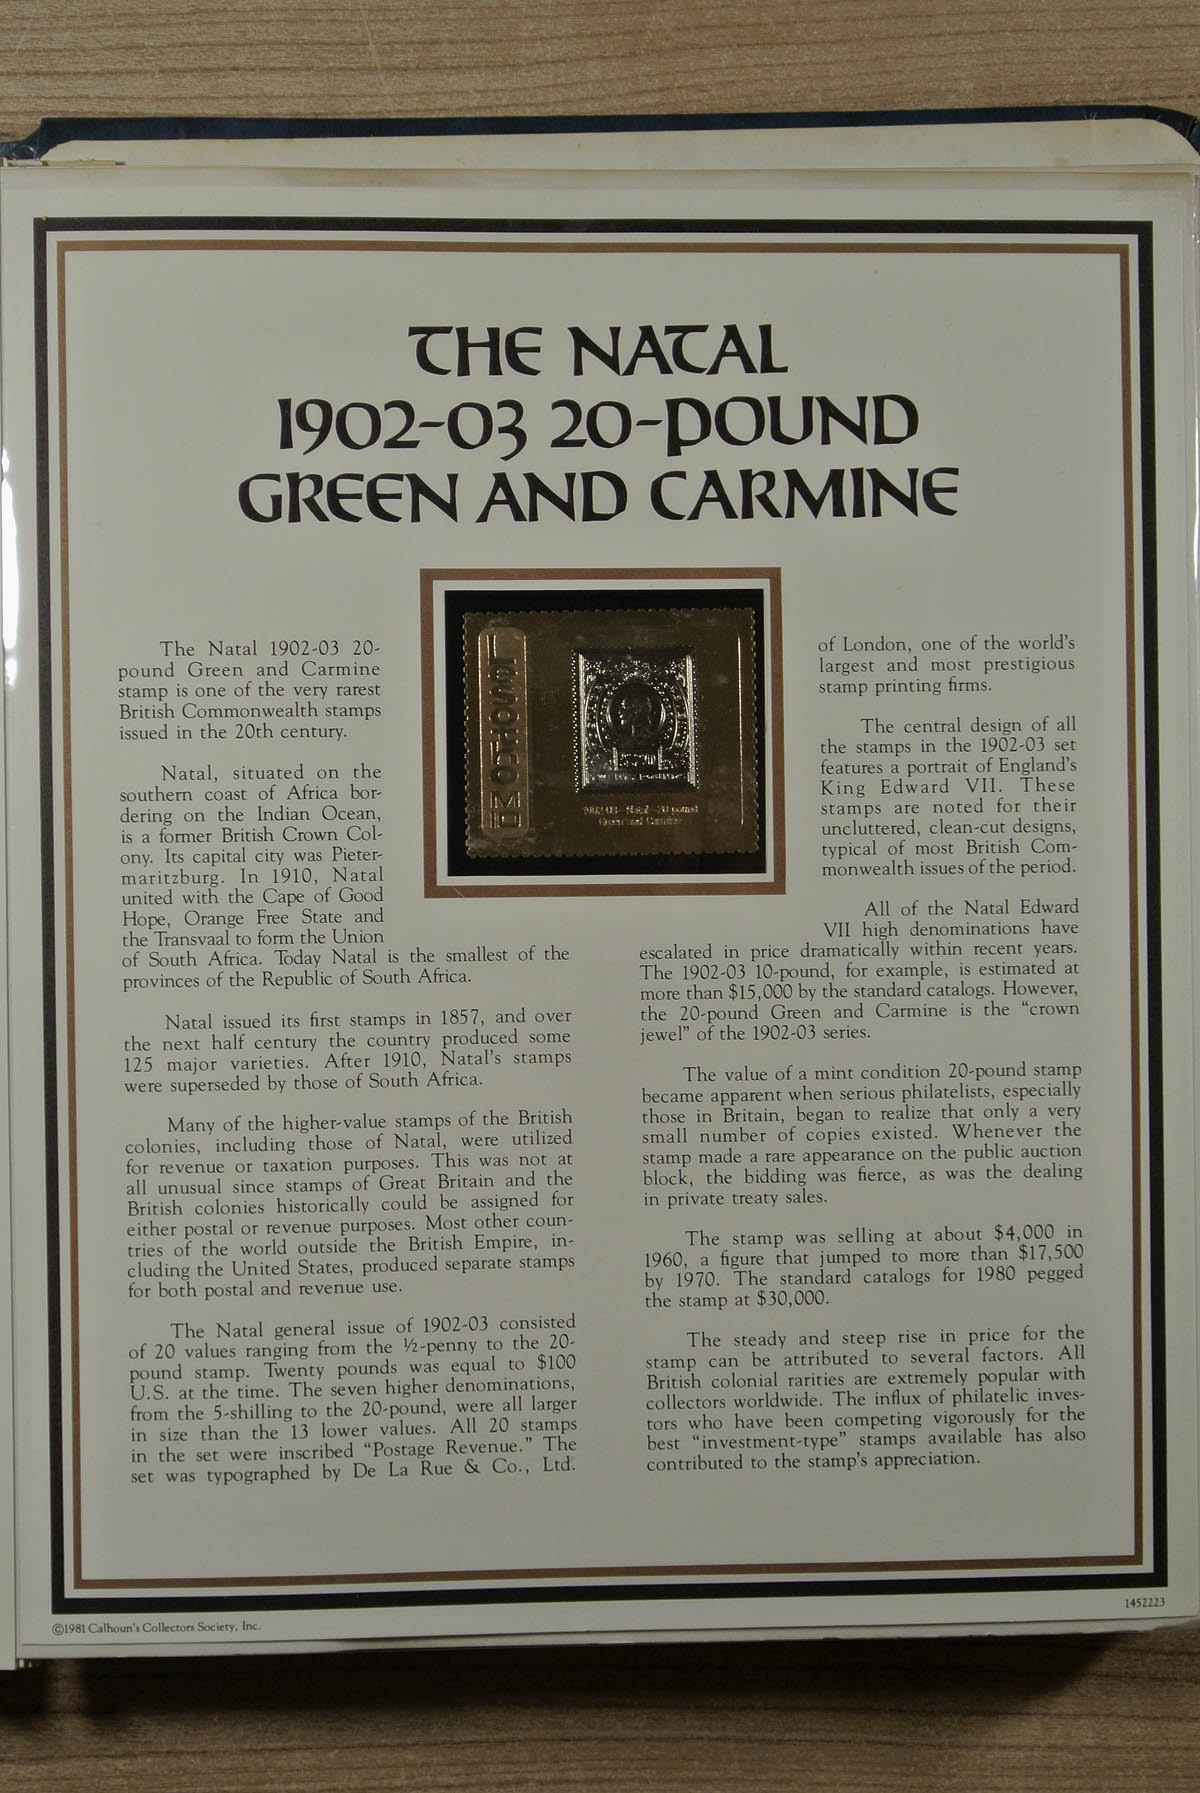 THE NATAL
1902-03 20-POUND
GREEN AND CARMINE
LESOTHO M1
1902-03 Natal 20-pound
Green and Carmine
The Natal 1902-03 20-
pound Green and Carmine
stamp is one of the very rarest
British Commonwealth stamps
issued in the 20th century.
Natal, situated on the
southern coast of Africa bor-
dering on the Indian Ocean,
is a former British Crown Col-
ony. Its capital city was Pieter-
maritzburg. In 1910, Natal
united with the Cape of Good
Hope, Orange Free State and
the Transvaal to form the Union
of South Africa. Today Natal is the smallest of the
provinces of the Republic of South Africa.
Natal issued its first stamps in 1857, and over
the next half century the country produced some
125 major varieties. After 1910, Natal's stamps
were superseded by those of South Africa.
Many of the higher-value stamps of the British
colonies, including those of Natal, were utilized
for revenue or taxation purposes. This was not at
all unusual since stamps of Great Britain and the
British colonies historically could be assigned for
either postal or revenue purposes. Most other coun-
tries of the world outside the British Empire, in-
cluding the United States, produced separate stamps
for both postal and revenue use.
The Natal general issue of 1902-03 consisted
of 20 values ranging from the ½-penny to the 20-
pound stamp. Twenty pounds was equal to $100
U.S. at the time. The seven higher denominations,
from the 5-shilling to the 20-pound, were all larger
in size than the 13 lower values. All 20 stamps
in the set were inscribed "Postage Revenue." The
set was typographed by De La Rue & Co., Ltd.
of London, one of the world's
largest and most prestigious
stamp printing firms.
The central design of all
the stamps in the 1902-03 set
features a portrait of England's
King Edward VII. These
stamps are noted for their
uncluttered, clean-cut designs,
typical of most British Com-
monwealth issues of the period.
All of the Natal Edward
VII high denominations have
escalated in price dramatically within recent years.
The 1902-03 10-pound, for example, is estimated at
more than $15,000 by the standard catalogs. However,
the 20-pound Green and Carmine is the "crown
jewel" of the 1902-03 series.
The value of a mint condition 20-pound stamp
became apparent when serious philatelists, especially
those in Britain, began to realize that only a very
small number of copies existed. Whenever the
stamp made a rare appearance on the public auction
block, the bidding was fierce, as was the dealing
in private treaty sales.
The stamp was selling at about $4,000 in
1960, a figure that jumped to more than $17,500
by 1970. The standard catalogs for 1980 pegged
the stamp at $30,000.
The steady and steep rise in price for the
stamp can be attributed to several factors. All
British colonial rarities are extremely popular with
collectors worldwide. The influx of philatelic inves-
tors who have been competing vigorously for the
best "investment-type" stamps available has also
contributed to the stamp's appreciation.
©1981 Calhoun's Collectors Society, Inc.
1452223